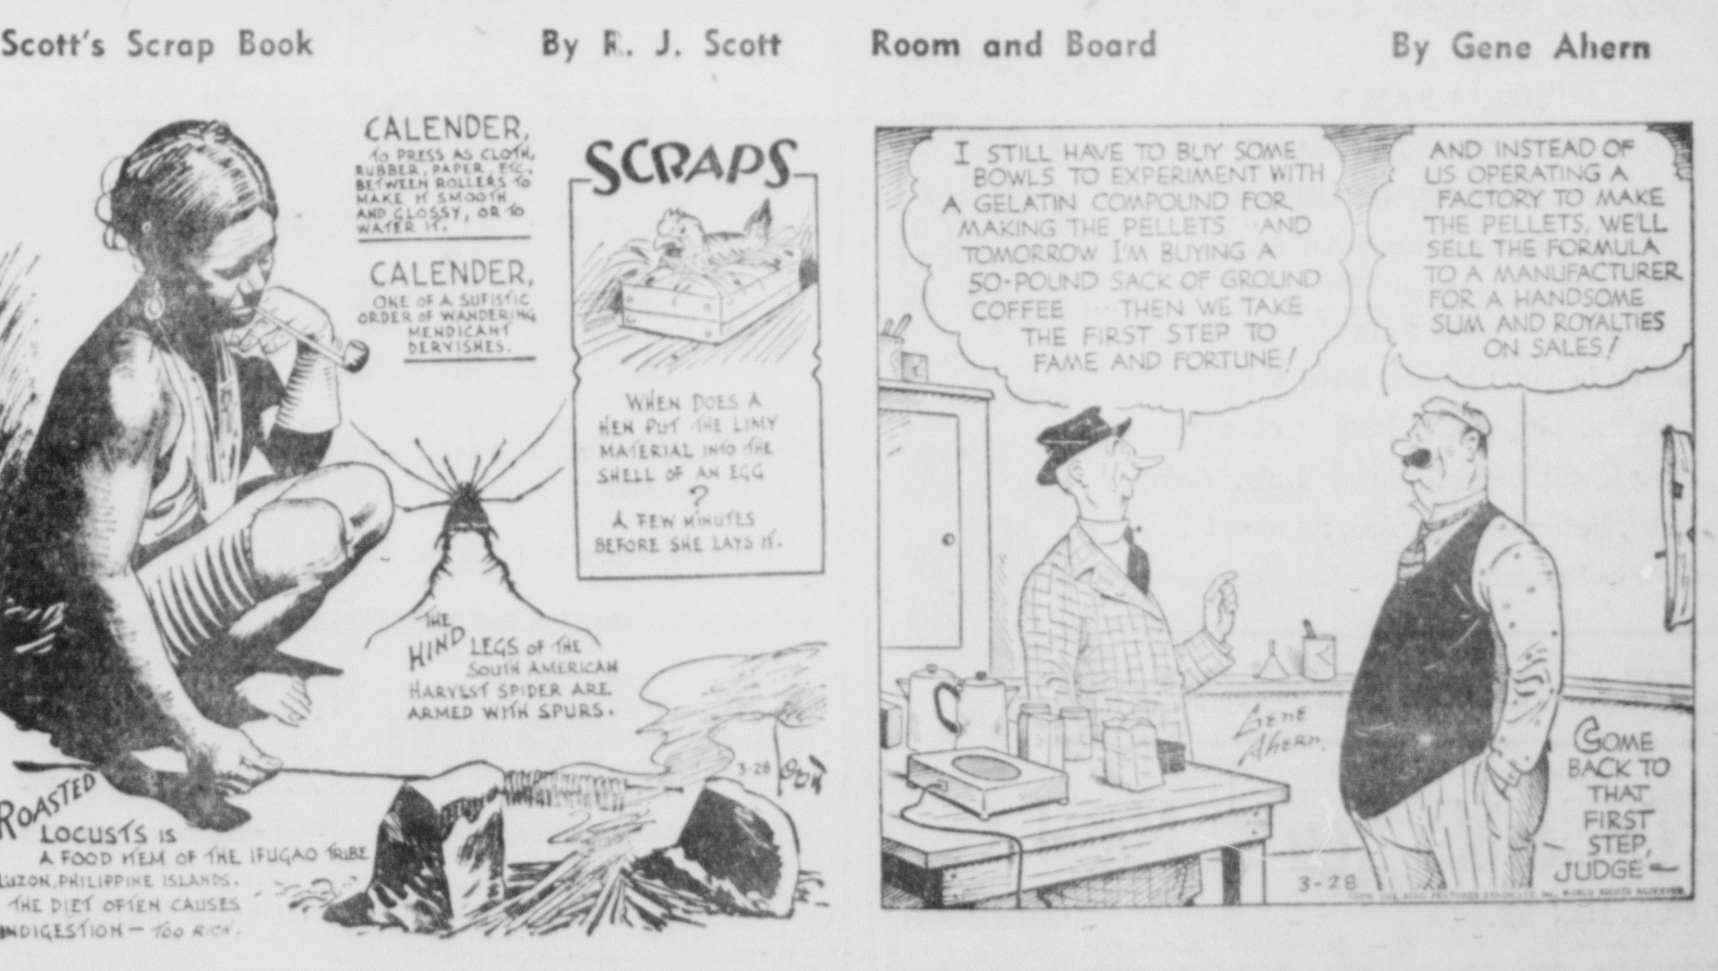 Scott's Scrap Book
By R. J. Scott
CALENDER,
TO PRESS AS CLOTH,
RUBBER, PAPER, ETC.
BETWEEN ROLLERS TO
MAKE IT SMOOTH
AND GLOSSY, OR TO
WATER IT.
CALENDER,
ONE OF A SUFISTIC
ORDER OF WANDERING
MENDICANT
DERVISHES.
SCRAPS
WHEN DOES A
HEN PUT THE LIMY
MATERIAL INTO THE
SHELL OF AN EGG
?
A FEW MINUTES
BEFORE SHE LAYS IT.
THE
HIND LEGS OF THE
SOUTH AMERICAN
HARVEST SPIDER ARE
ARMED WITH SPURS.
3-28
SCOTT
ROASTED
LOCUSTS IS
A FOOD ITEM OF THE IFUGAO TRIBE
LUZON, PHILIPPINE ISLANDS.
THE DIET OFTEN CAUSES
INDIGESTION — TOO RICH.
Room and Board
By Gene Ahern
I STILL HAVE TO BUY SOME
BOWLS TO EXPERIMENT WITH
A GELATIN COMPOUND FOR
MAKING THE PELLETS ··AND
TOMORROW I'M BUYING A
50-POUND SACK OF GROUND
COFFEE ···· THEN WE TAKE
THE FIRST STEP TO
FAME AND FORTUNE!
AND INSTEAD OF
US OPERATING A
FACTORY TO MAKE
THE PELLETS, WE'LL
SELL THE FORMULA
TO A MANUFACTURER
FOR A HANDSOME
SUM AND ROYALTIES
ON SALES!
GENE
AHERN.
COME
BACK TO
THAT
FIRST
STEP,
JUDGE —
3-28
KING FEATURES SYNDICATE, Inc., WORLD RIGHTS RESERVED